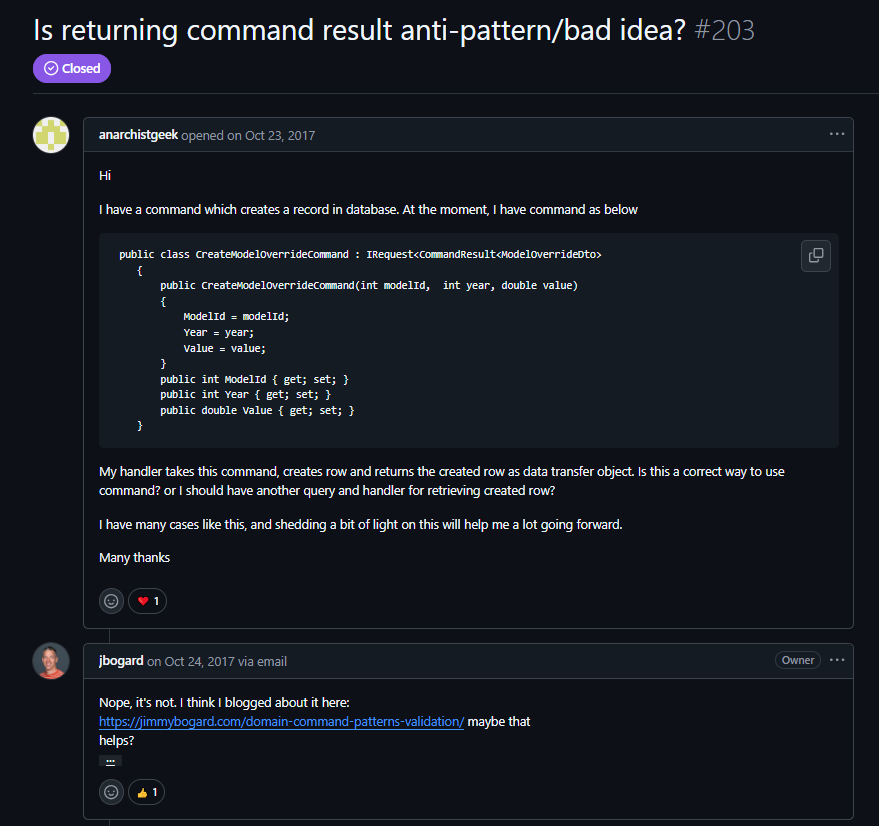 Is returning command result anti-pattern/bad idea? #203
Closed
anarchistgeek opened on Oct 23, 2017
Hi
I have a command which creates a record in database. At the moment, I have command as below
public class CreateModelOverrideCommand : IRequest<CommandResult<ModelOverrideDto>
{
public CreateModelOverrideCommand(int modelId,  int year, double value)
{
ModelId = modelId;
Year = year;
Value = value;
}
public int ModelId { get; set; }
public int Year { get; set; }
public double Value { get; set; }
}
My handler takes this command, creates row and returns the created row as data transfer object. Is this a correct way to use
command? or I should have another query and handler for retrieving created row?
I have many cases like this, and shedding a bit of light on this will help me a lot going forward.
Many thanks
1
jbogard on Oct 24, 2017 via email
Owner
Nope, it's not. I think I blogged about it here:
https://jimmybogard.com/domain-command-patterns-validation/ maybe that
helps?
1